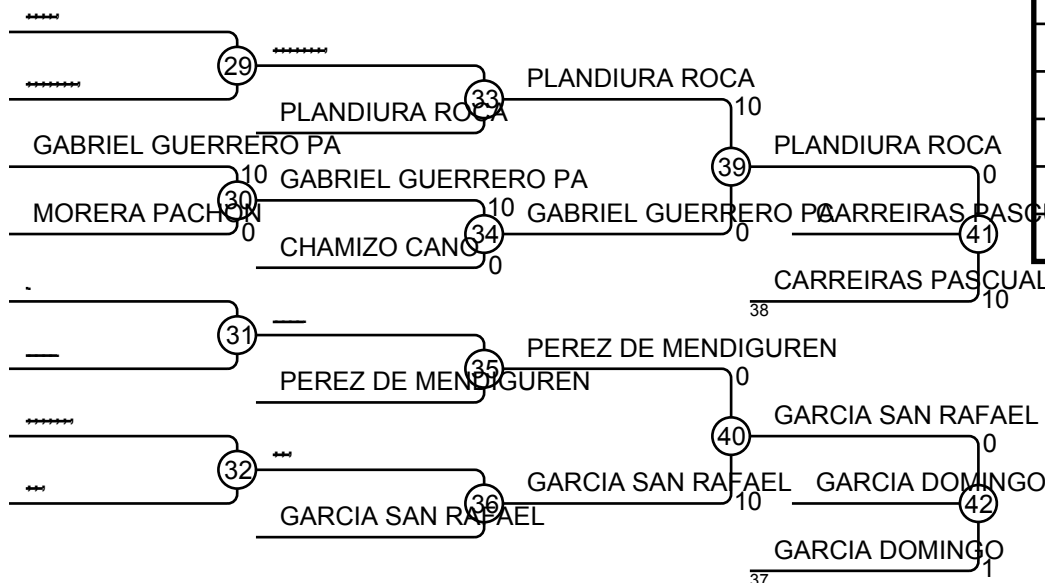 29
PLANDIURA ROCA
33
PLANDIURA ROCA
10
GABRIEL GUERRERO PA
10
30
MORERA PACHON
0
GABRIEL GUERRERO PA
10
34
CHAMIZO CANO
0
39
GABRIEL GUERRERO PA
0
PLANDIURA ROCA
0
41
CARREIRAS PASCUAL
10
38
31
PEREZ DE MENDIGUREN
0
35
PEREZ DE MENDIGUREN
40
GARCIA SAN RAFAEL
0
32
36
GARCIA SAN RAFAEL
10
GARCIA SAN RAFAEL
GARCIA DOMINGO
42
GARCIA DOMINGO
1
37